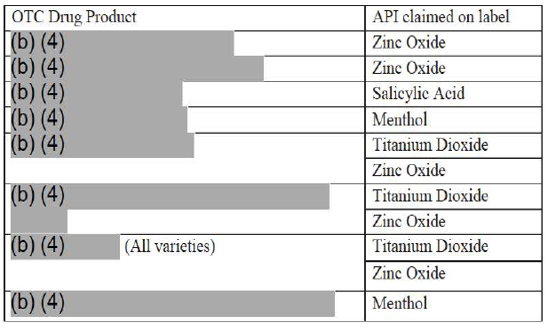 OTC Drug Product API claimed on label
(b) (4) Zinc Oxide
(b) (4) Zinc Oxide
(b) (4) Salicylic Acid
(b) (4) Menthol
(b) (4) Titanium Dioxide
Zinc Oxide
(b) (4) Titanium Dioxide
Zinc Oxide
(b) (4) (All varieties) Titanium Dioxide
Zinc Oxide
(b) (4) Menthol